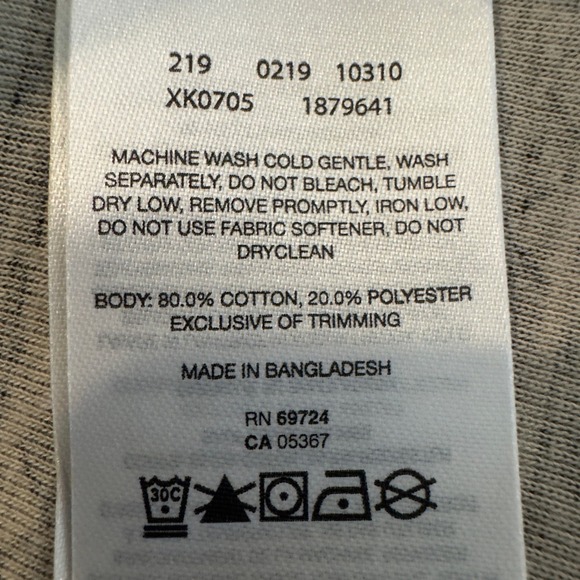 219 0219 10310
XK0705 1879641
MACHINE WASH COLD GENTLE, WASH
SEPARATELY, DO NOT BLEACH, TUMBLE
DRY LOW, REMOVE PROMPTLY, IRON LOW,
DO NOT USE FABRIC SOFTENER, DO NOT
DRYCLEAN
BODY: 80.0% COTTON, 20.0% POLYESTER
EXCLUSIVE OF TRIMMING
MADE IN BANGLADESH
RN 69724
CA 05367
30C